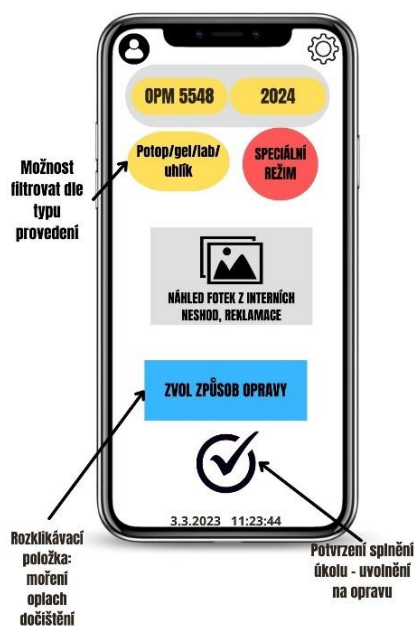 OPM 5548
2024
Potop/gel/lab/
uhlík
SPECIÁLNÍ
REŽIM
Možnost
filtrovat dle
typu
provedení
NÁHLED FOTEK Z INTERNÍCH
NESHOD, REKLAMACE
ZVOL ZPŮSOB OPRAVY
3.3.2023 11:23:44
Rozklikávací
položka:
moření
oplach
dočištění
Potvrzení splnění
úkolu - uvolnění
na opravu